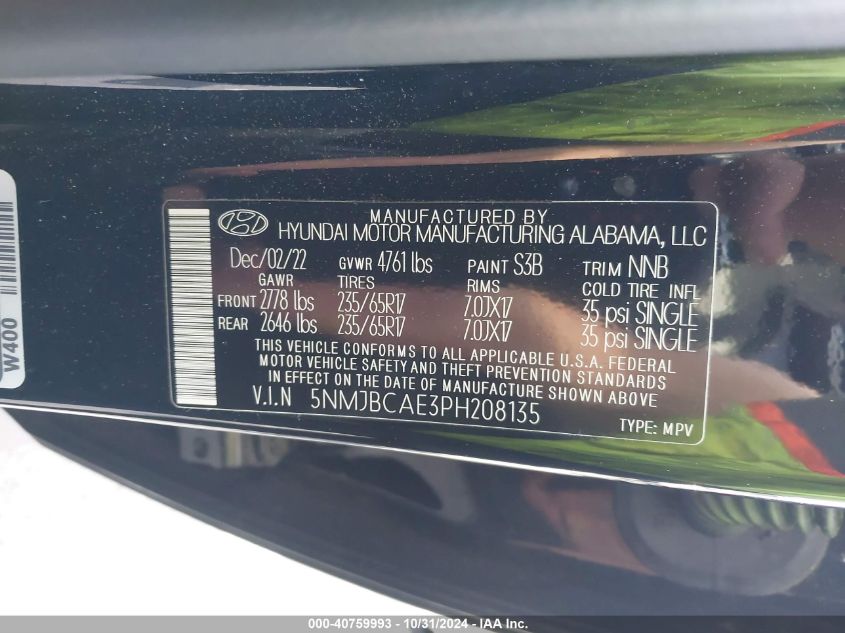 W400
MANUFACTURED BY
HYUNDAI MOTOR MANUFACTURING ALABAMA, LLC
Dec/02/22 GVWR 4761 lbs PAINT S3B TRIM NNB
GAWR TIRES RIMS COLD TIRE INFL
FRONT 2778 lbs 235/65R17 7.0JX17 35 psi SINGLE
REAR 2646 lbs 235/65R17 7.0JX17 35 psi SINGLE
THIS VEHICLE CONFORMS TO ALL APPLICABLE U.S.A. FEDERAL
MOTOR VEHICLE SAFETY AND THEFT PREVENTION STANDARDS
IN EFFECT ON THE DATE OF MANUFACTURE SHOWN ABOVE.
V.I.N 5NMJBCAE3PH208135
TYPE: MPV
000-40759993 - 10/31/2024 - IAA Inc.